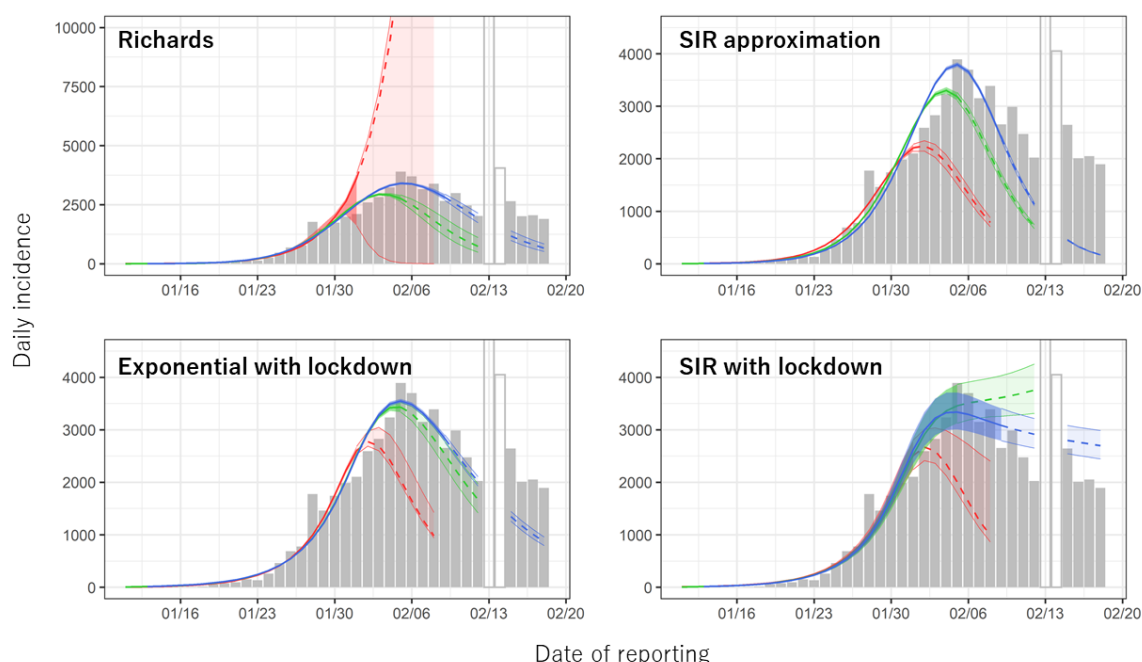 Richards
10000
7500
5000
2500
0
01/16 01/23 01/30 02/06 02/13 02/20
SIR approximation
4000
3000
2000
1000
0
01/16 01/23 01/30 02/06 02/13 02/20
Daily incidence
Exponential with lockdown
4000
3000
2000
1000
0
01/16 01/23 01/30 02/06 02/13 02/20
SIR with lockdown
4000
3000
2000
1000
0
01/16 01/23 01/30 02/06 02/13 02/20
Date of reporting